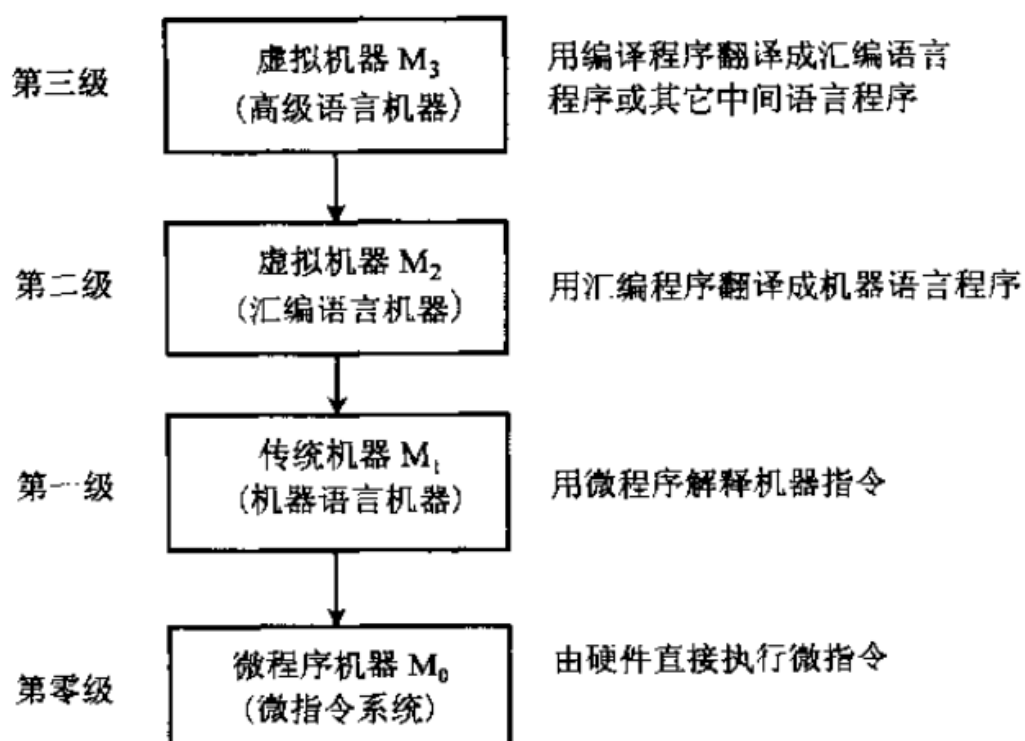 第三级
虚拟机器 M₃
(高级语言机器)
用编译程序翻译成汇编语言
程序或其它中间语言程序
第二级
虚拟机器 M₂
(汇编语言机器)
用汇编程序翻译成机器语言程序
第一级
传统机器 M₁
(机器语言机器)
用微程序解释机器指令
第零级
微程序机器 M₀
(微指令系统)
由硬件直接执行微指令